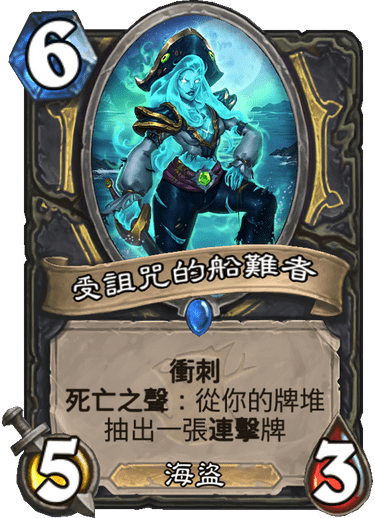 6
受詛咒的船難者
衝刺
死亡之聲：從你的牌堆
抽出一張連擊牌
5
海盜
3